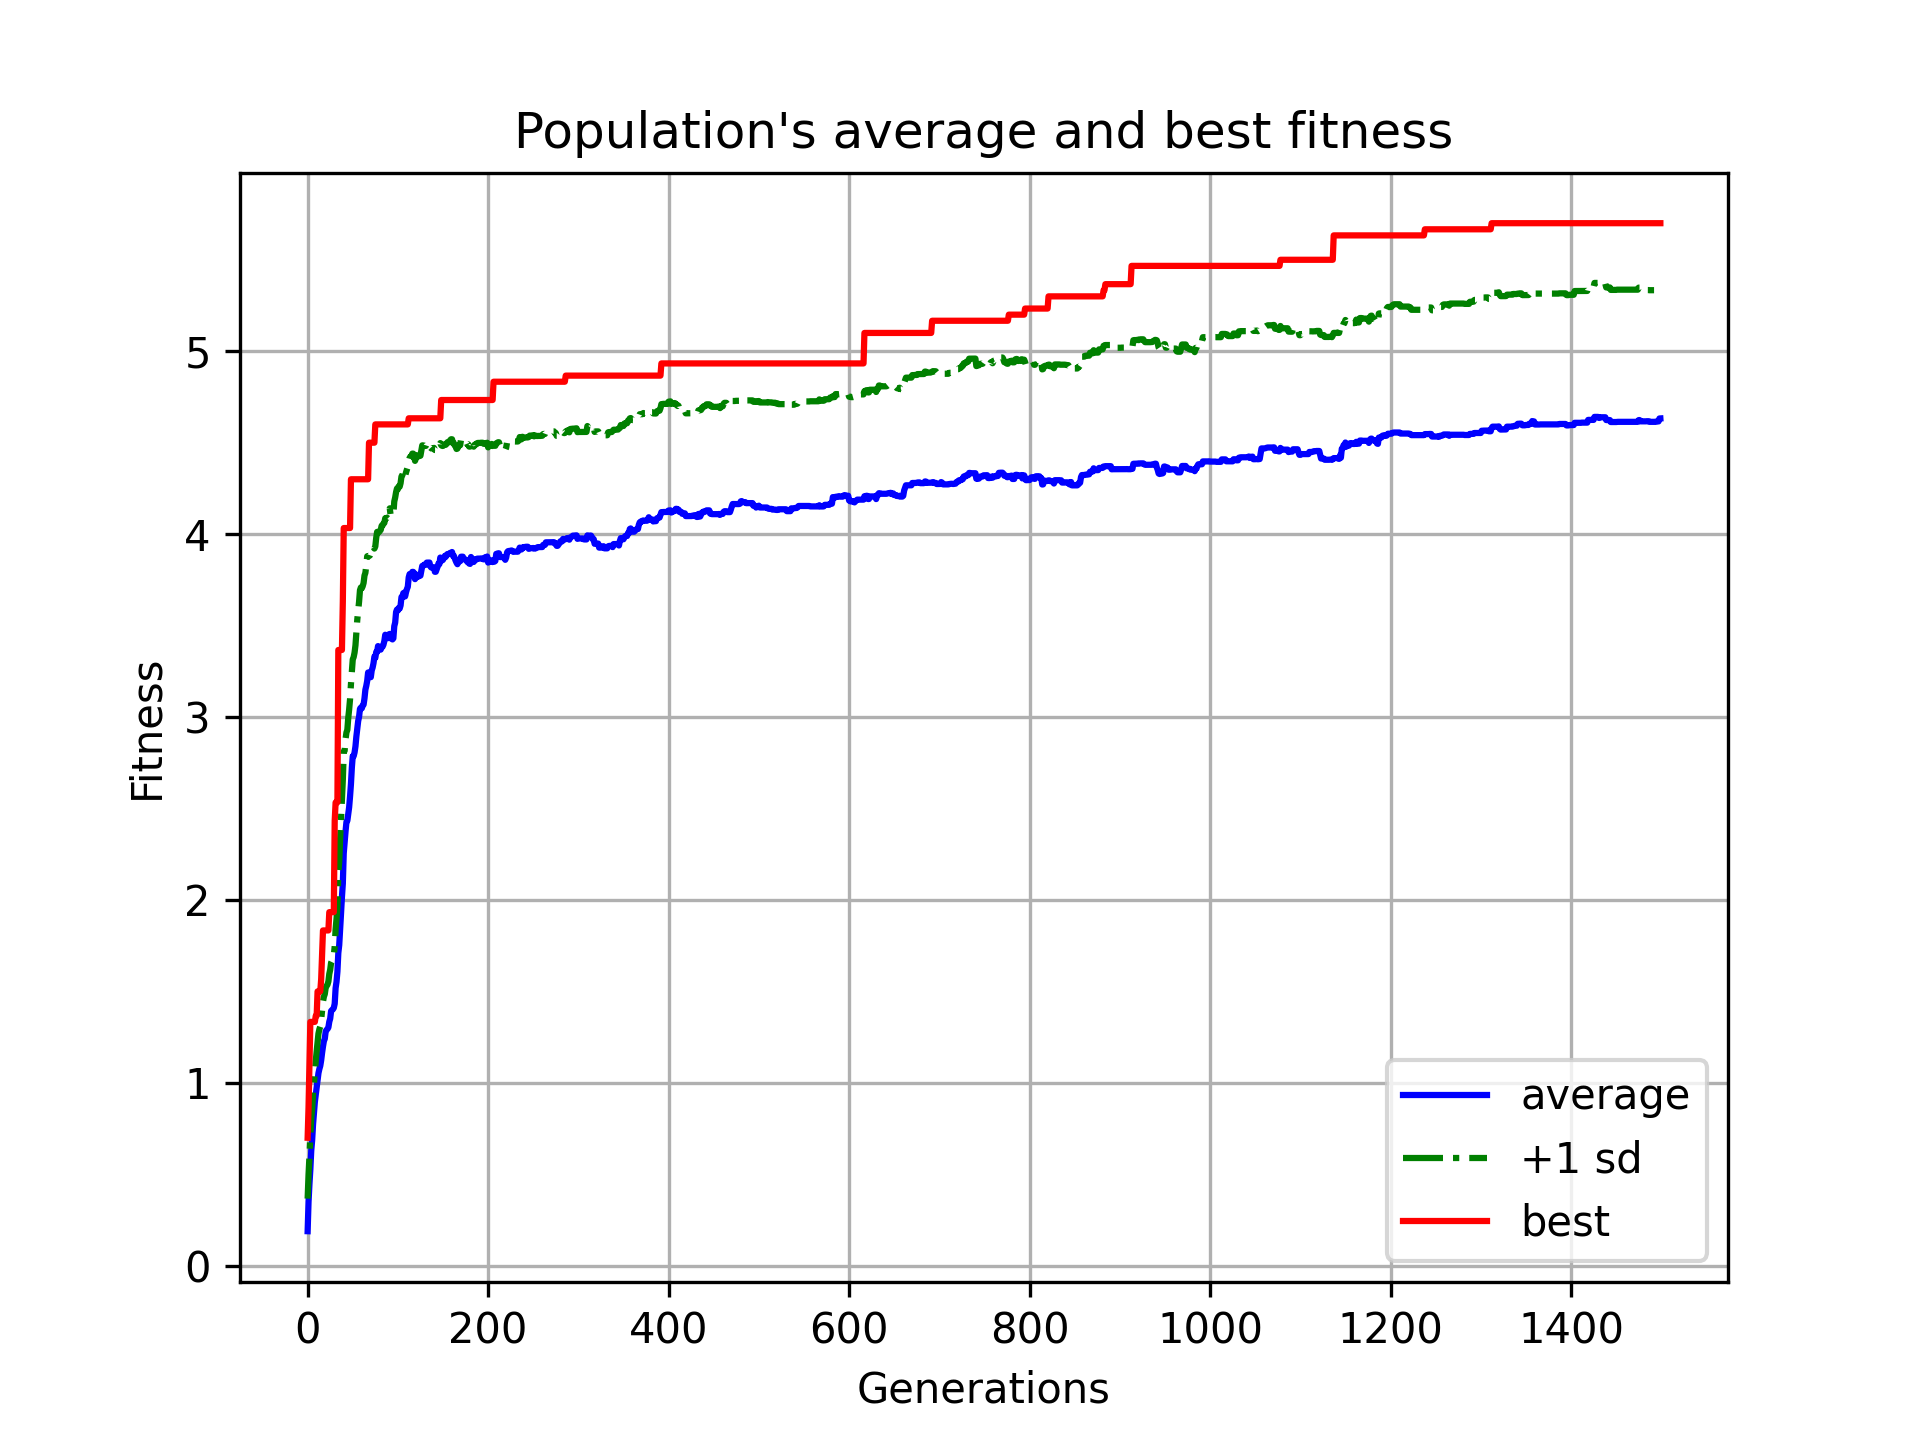 Population's average and best fitness
Fitness
5
4
3
2
1
0
0 200 400 600 800 1000 1200 1400
Generations
average
+1 sd
best